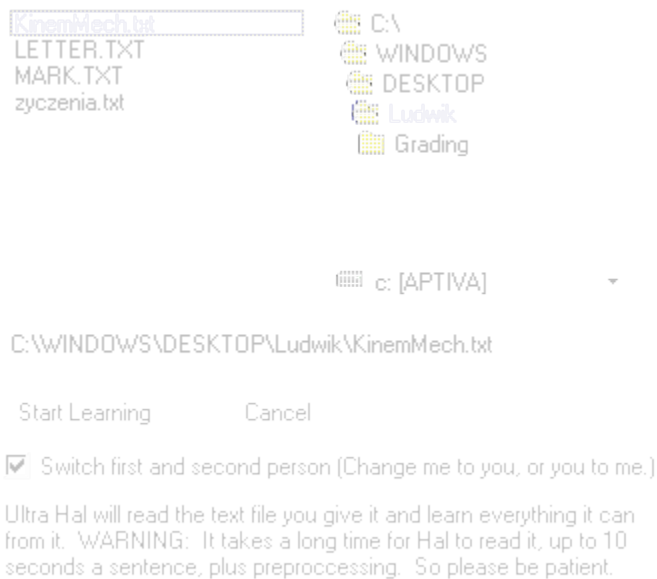 KinemMech.txt
LETTER.TXT
MARK.TXT
zyczenia.txt
C:\
WINDOWS
DESKTOP
Ludwik
Grading
c: [APTIVA]
C:\WINDOWS\DESKTOP\Ludwik\KinemMech.txt
Start Learning Cancel
Switch first and second person (Change me to you, or you to me.)
Ultra Hal will read the text file you give it and learn everything it can
from it. WARNING: It takes a long time for Hal to read it, up to 10
seconds a sentence, plus preproccessing. So please be patient.